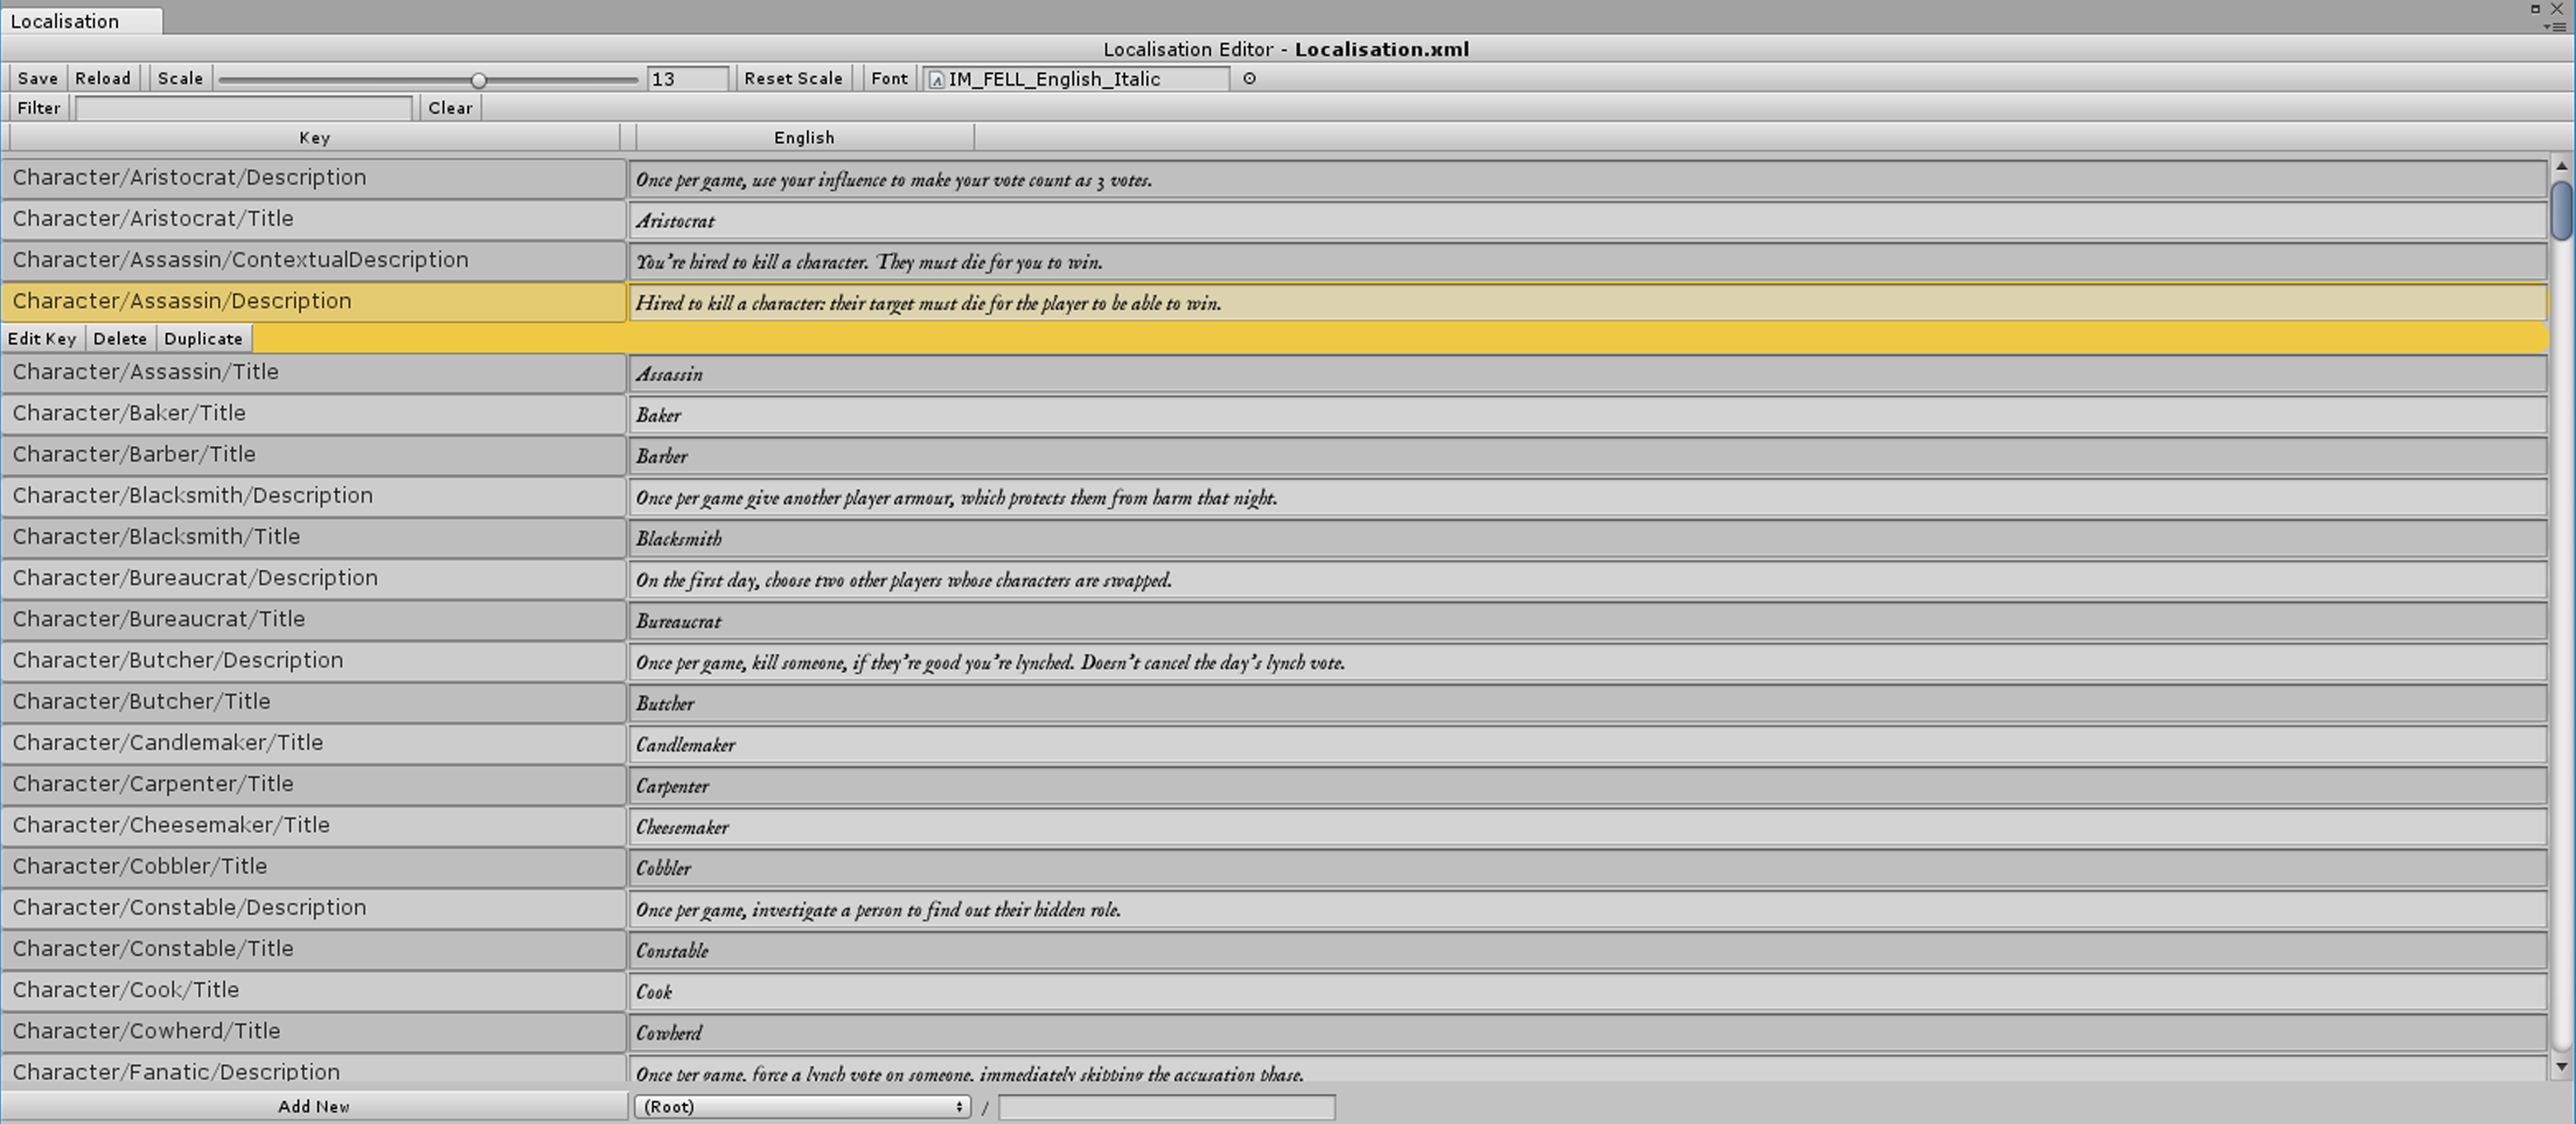 Localisation
Localisation Editor - Localisation.xml
Save Reload Scale 13 Reset Scale Font IM_FELL_English_Italic
Filter Clear
Key English
Character/Aristocrat/Description Once per game, use your influence to make your vote count as 3 votes.
Character/Aristocrat/Title Aristocrat
Character/Assassin/ContextualDescription You're hired to kill a character. They must die for you to win.
Character/Assassin/Description Hired to kill a character: their target must die for the player to be able to win.
Edit Key Delete Duplicate
Character/Assassin/Title Assassin
Character/Baker/Title Baker
Character/Barber/Title Barber
Character/Blacksmith/Description Once per game give another player armour, which protects them from harm that night.
Character/Blacksmith/Title Blacksmith
Character/Bureaucrat/Description On the first day, choose two other players whose characters are swapped.
Character/Bureaucrat/Title Bureaucrat
Character/Butcher/Description Once per game, kill someone, if they're good you're lynched. Doesn't cancel the day's lynch vote.
Character/Butcher/Title Butcher
Character/Candlemaker/Title Candlemaker
Character/Carpenter/Title Carpenter
Character/Cheesemaker/Title Cheesemaker
Character/Cobbler/Title Cobbler
Character/Constable/Description Once per game, investigate a person to find out their hidden role.
Character/Constable/Title Constable
Character/Cook/Title Cook
Character/Cowherd/Title Cowherd
Character/Fanatic/Description Once per game, force a lynch vote on someone, immediately skipping the accusation phase.
Add New (Root) /